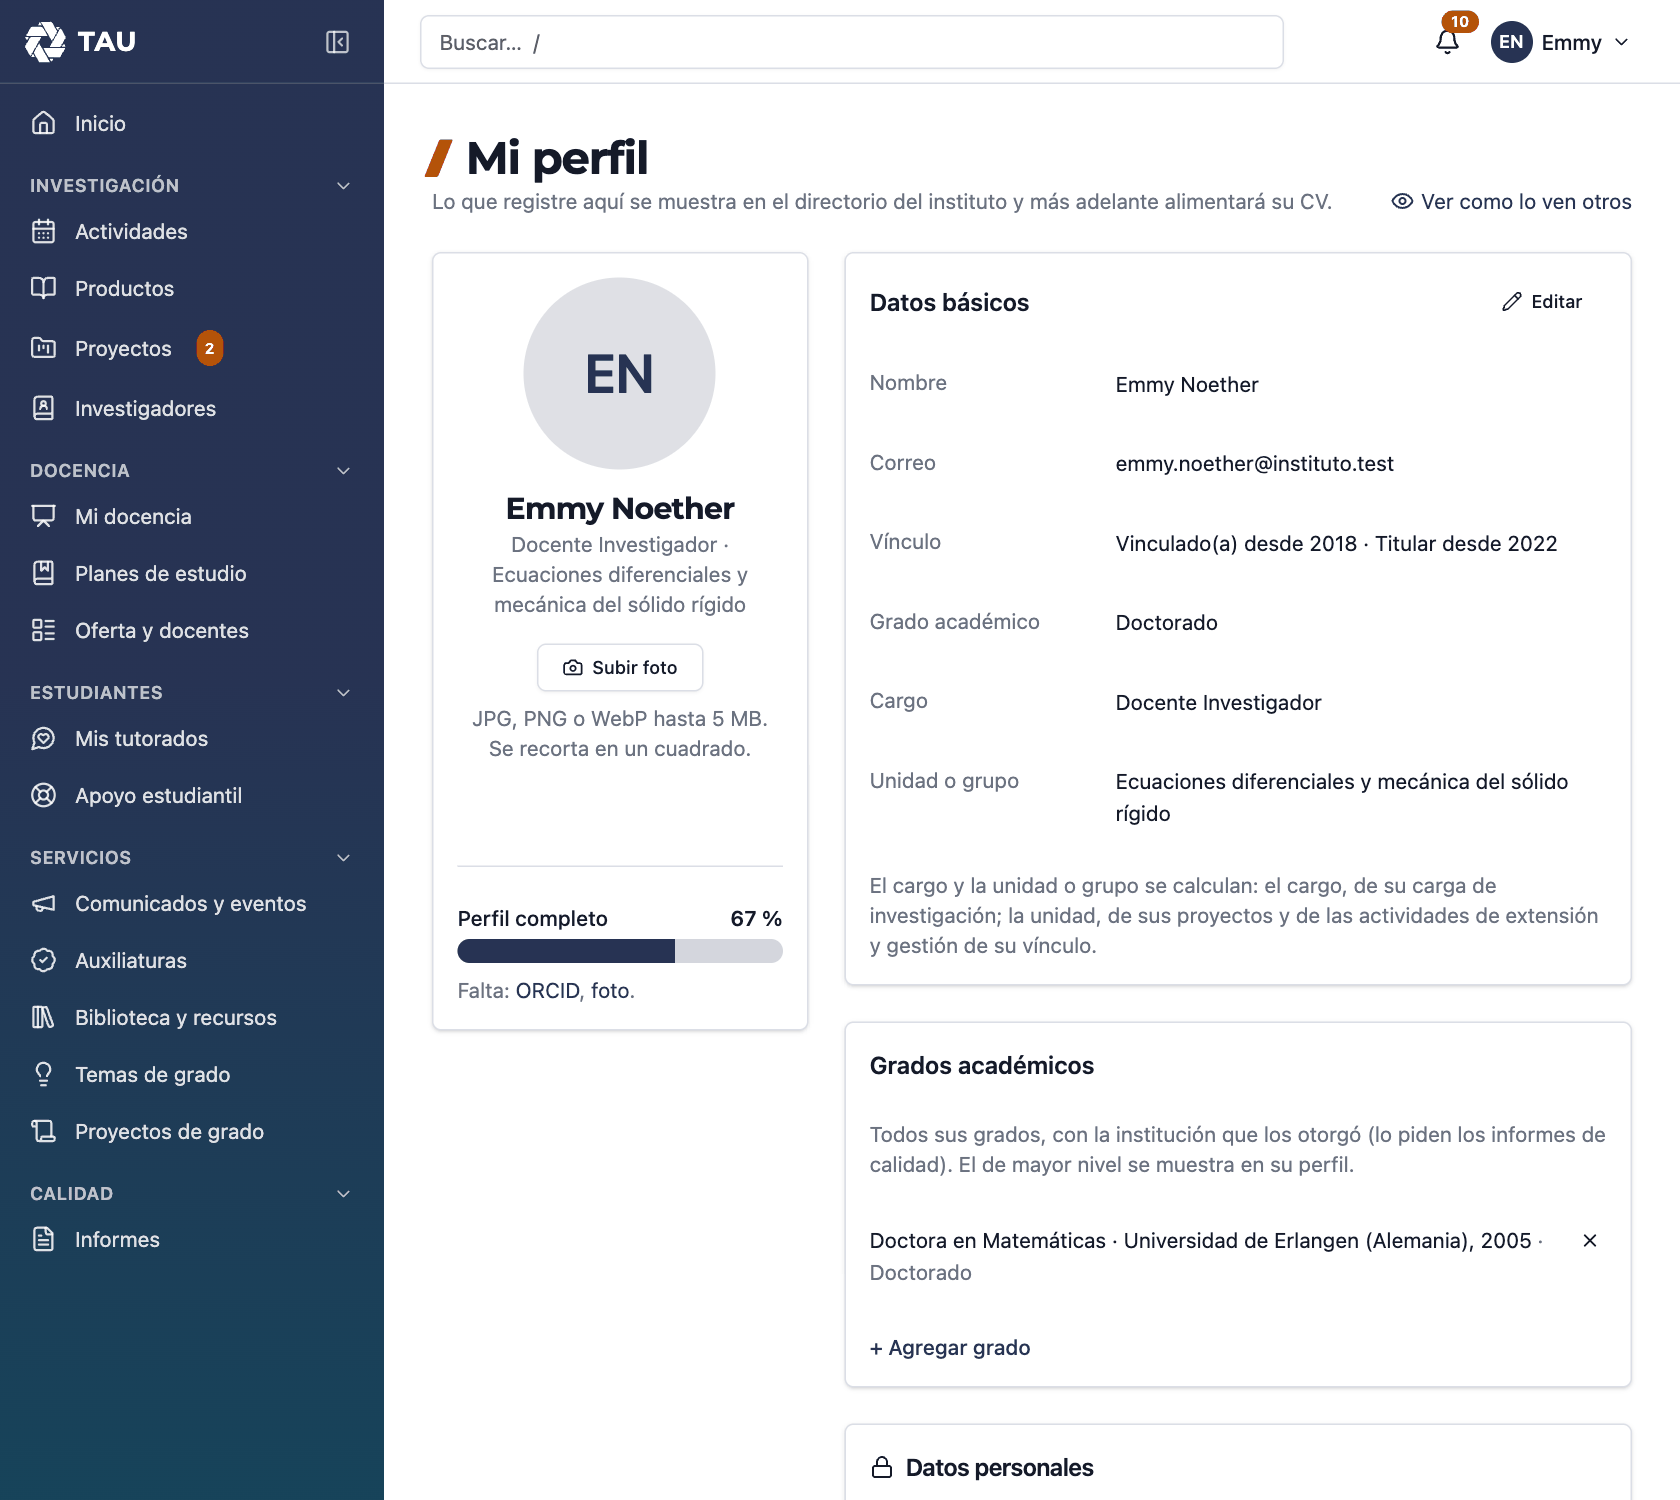 TAU
Buscar... /
10
EN Emmy
Inicio
INVESTIGACIÓN
Actividades
Productos
Proyectos 2
Investigadores
DOCENCIA
Mi docencia
Planes de estudio
Oferta y docentes
ESTUDIANTES
Mis tutorados
Apoyo estudiantil
SERVICIOS
Comunicados y eventos
Auxiliaturas
Biblioteca y recursos
Temas de grado
Proyectos de grado
CALIDAD
Informes
Mi perfil
Lo que registre aquí se muestra en el directorio del instituto y más adelante alimentará su CV.
Ver como lo ven otros
EN
Emmy Noether
Docente Investigador ·
Ecuaciones diferenciales y
mecánica del sólido rígido
Subir foto
JPG, PNG o WebP hasta 5 MB.
Se recorta en un cuadrado.
Perfil completo 67 %
Falta: ORCID, foto.
Datos básicos
Editar
Nombre Emmy Noether
Correo emmy.noether@instituto.test
Vínculo Vinculado(a) desde 2018 · Titular desde 2022
Grado académico Doctorado
Cargo Docente Investigador
Unidad o grupo Ecuaciones diferenciales y mecánica del sólido
rígido
El cargo y la unidad o grupo se calculan: el cargo, de su carga de
investigación; la unidad, de sus proyectos y de las actividades de extensión
y gestión de su vínculo.
Grados académicos
Todos sus grados, con la institución que los otorgó (lo piden los informes de
calidad). El de mayor nivel se muestra en su perfil.
Doctora en Matemáticas · Universidad de Erlangen (Alemania), 2005 ·
Doctorado
+ Agregar grado
Datos personales